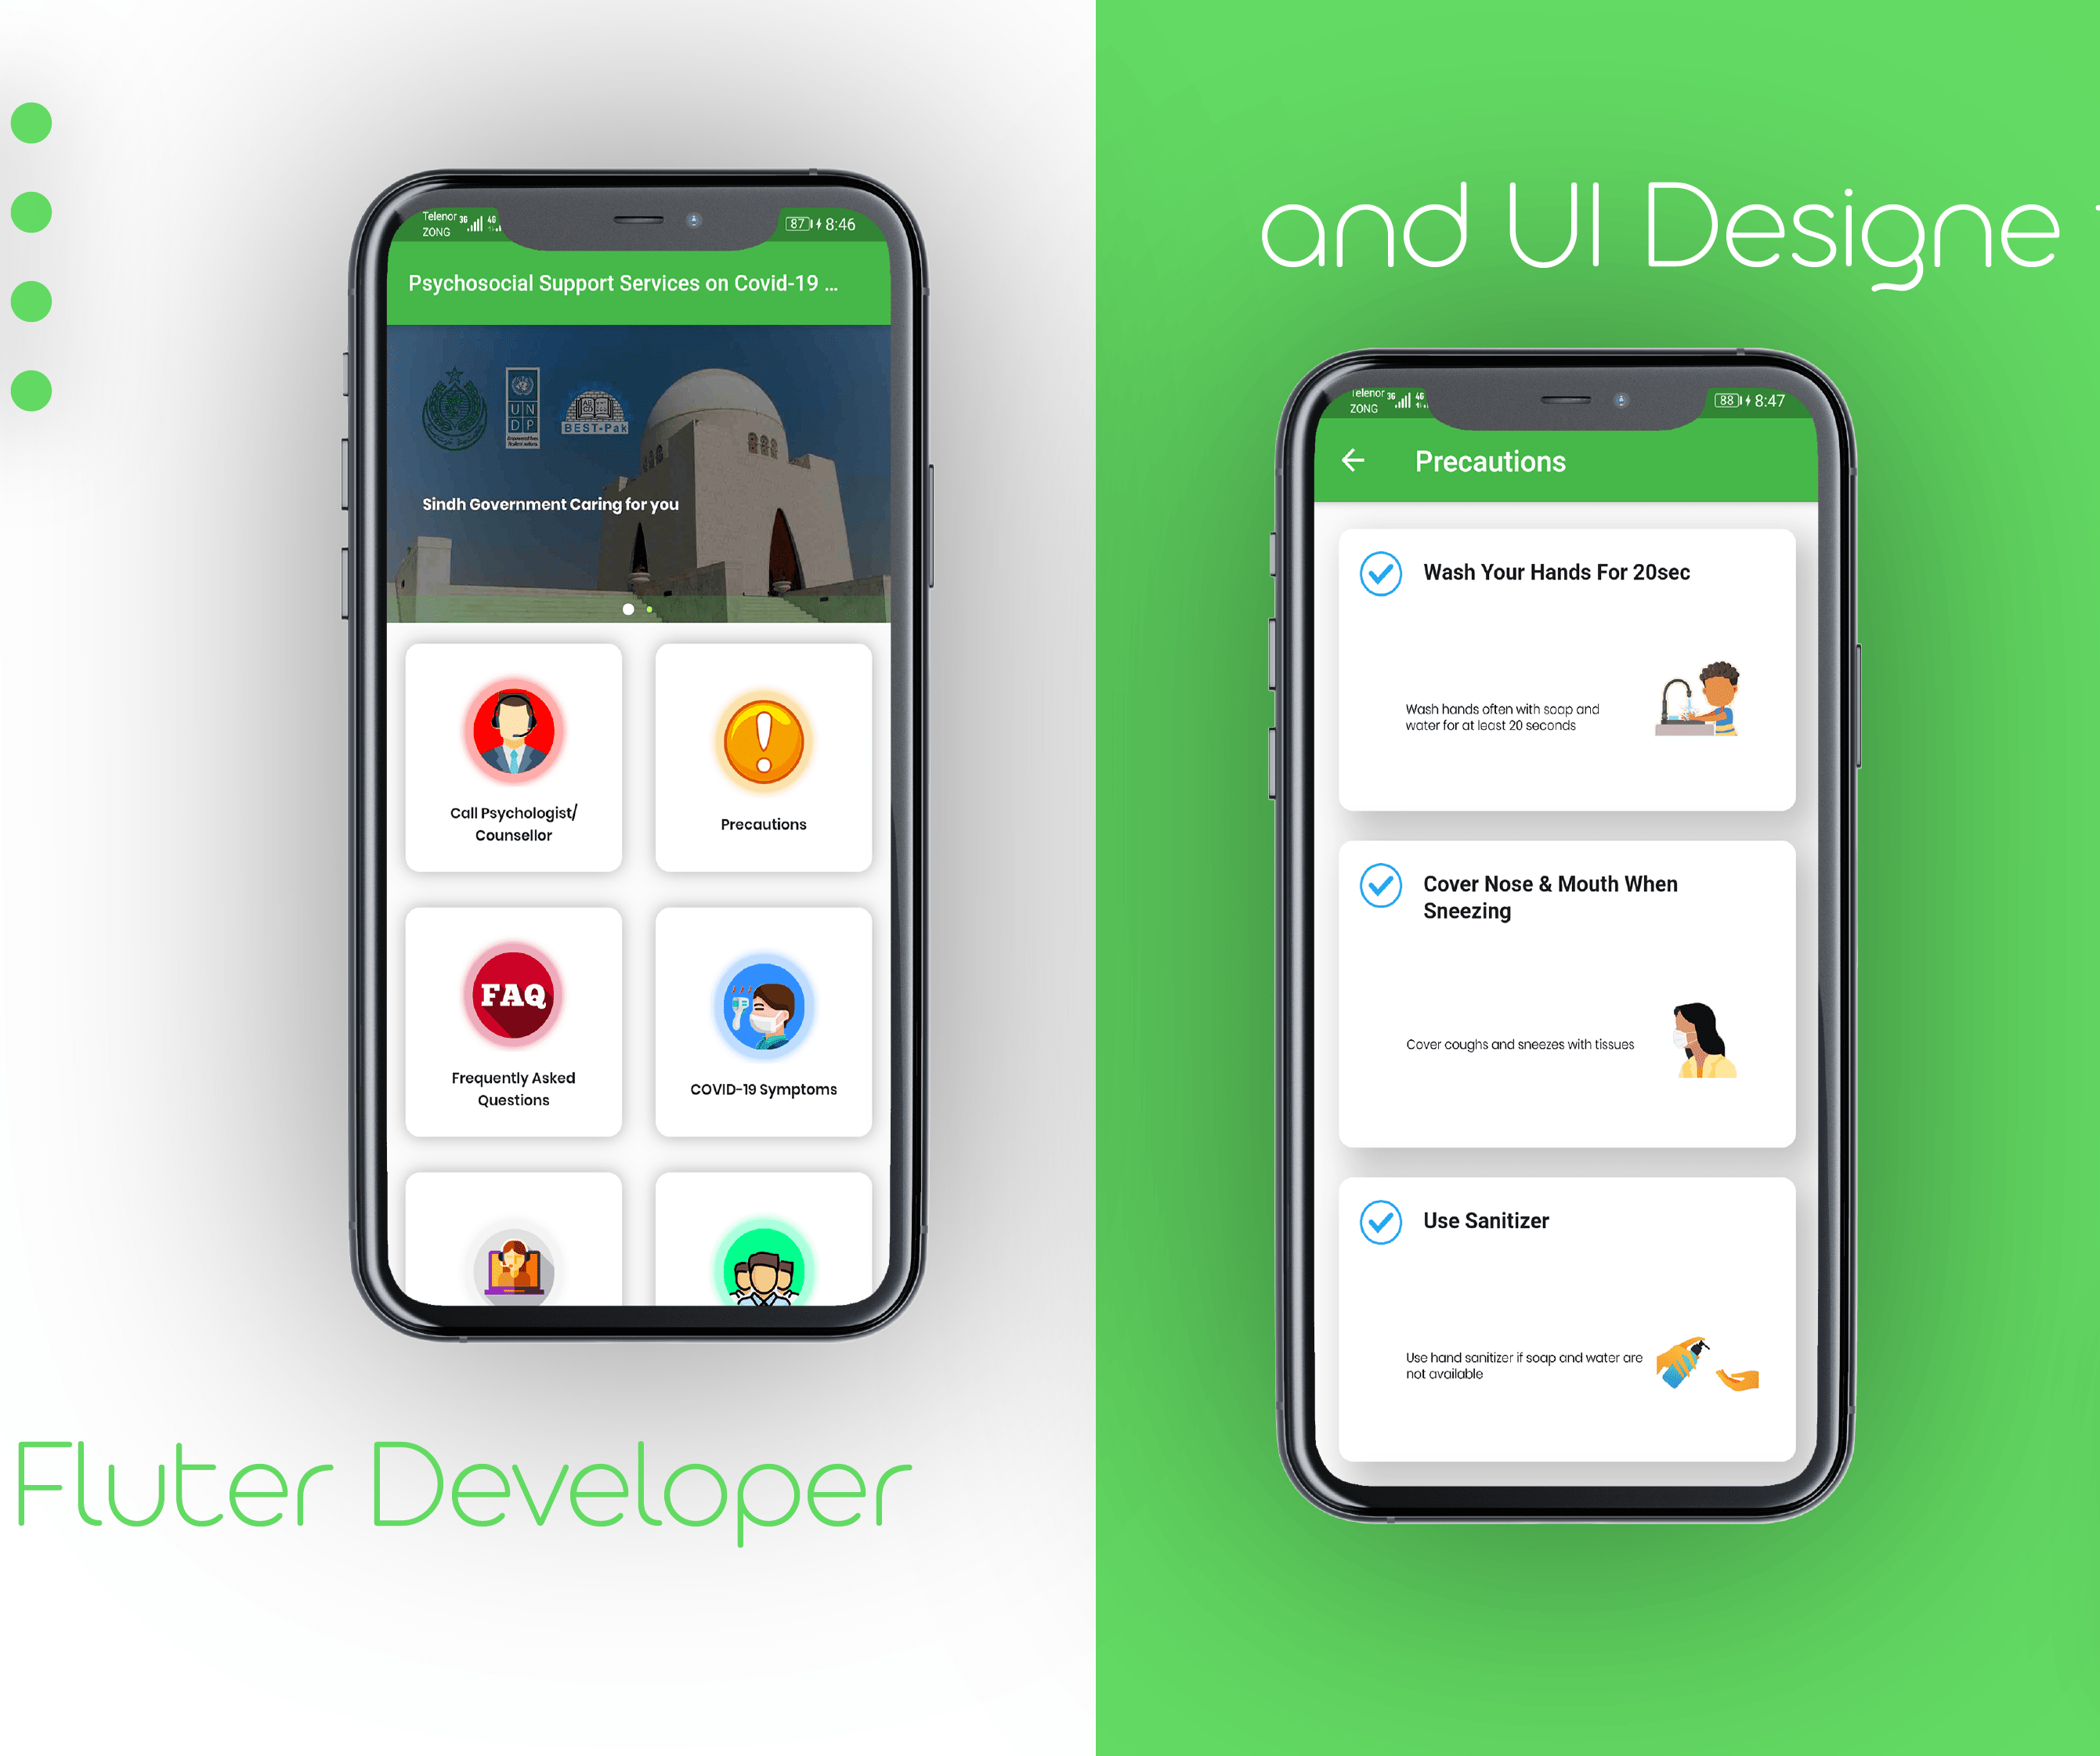 Telenor 3G 4G
ZONG
87 8:46
Psychosocial Support Services on Covid-19 ...
UN
DP
BEST-Pak
Sindh Government Caring for you
Call Psychologist/
Counsellor
Precautions
FAQ
Frequently Asked
Questions
COVID-19 Symptoms
Fluter Developer
and UI Designe
Telenor 3G 4G
ZONG
88 8:47
Precautions
Wash Your Hands For 20sec
Wash hands often with soap and
water for at least 20 seconds
Cover Nose & Mouth When
Sneezing
Cover coughs and sneezes with tissues
Use Sanitizer
Use hand sanitizer if soap and water are
not available